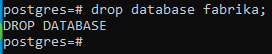 postgres=# drop database fabrika;
DROP DATABASE
postgres=#